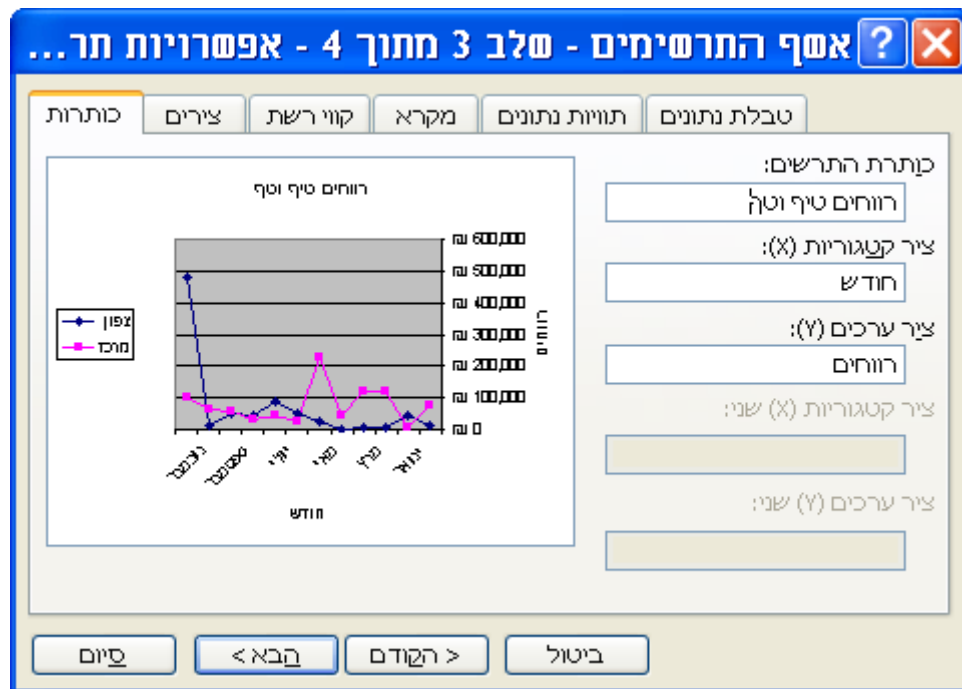 אשף התרשימים - שלב 3 מתוך 4 - אפשרויות תר...
כותרות
צירים
קווי רשת
מקרא
תוויות נתונים
טבלת נתונים
כותרת התרשים:
רווחים טיף וטף
ציר קטגוריות (X):
חודש
ציר ערכים (Y):
רווחים
ציר קטגוריות (X) שני:
ציר ערכים (Y) שני:
רווחים טיף וטף
₪ 600,000
₪ 500,000
₪ 400,000
₪ 300,000
₪ 200,000
₪ 100,000
₪ 0
רווחים
ינואר
מרץ
מאי
יולי
ספטמבר
נובמבר
חודש
צפון
מרכז
ביטול
< הקודם
הבא >
סיום